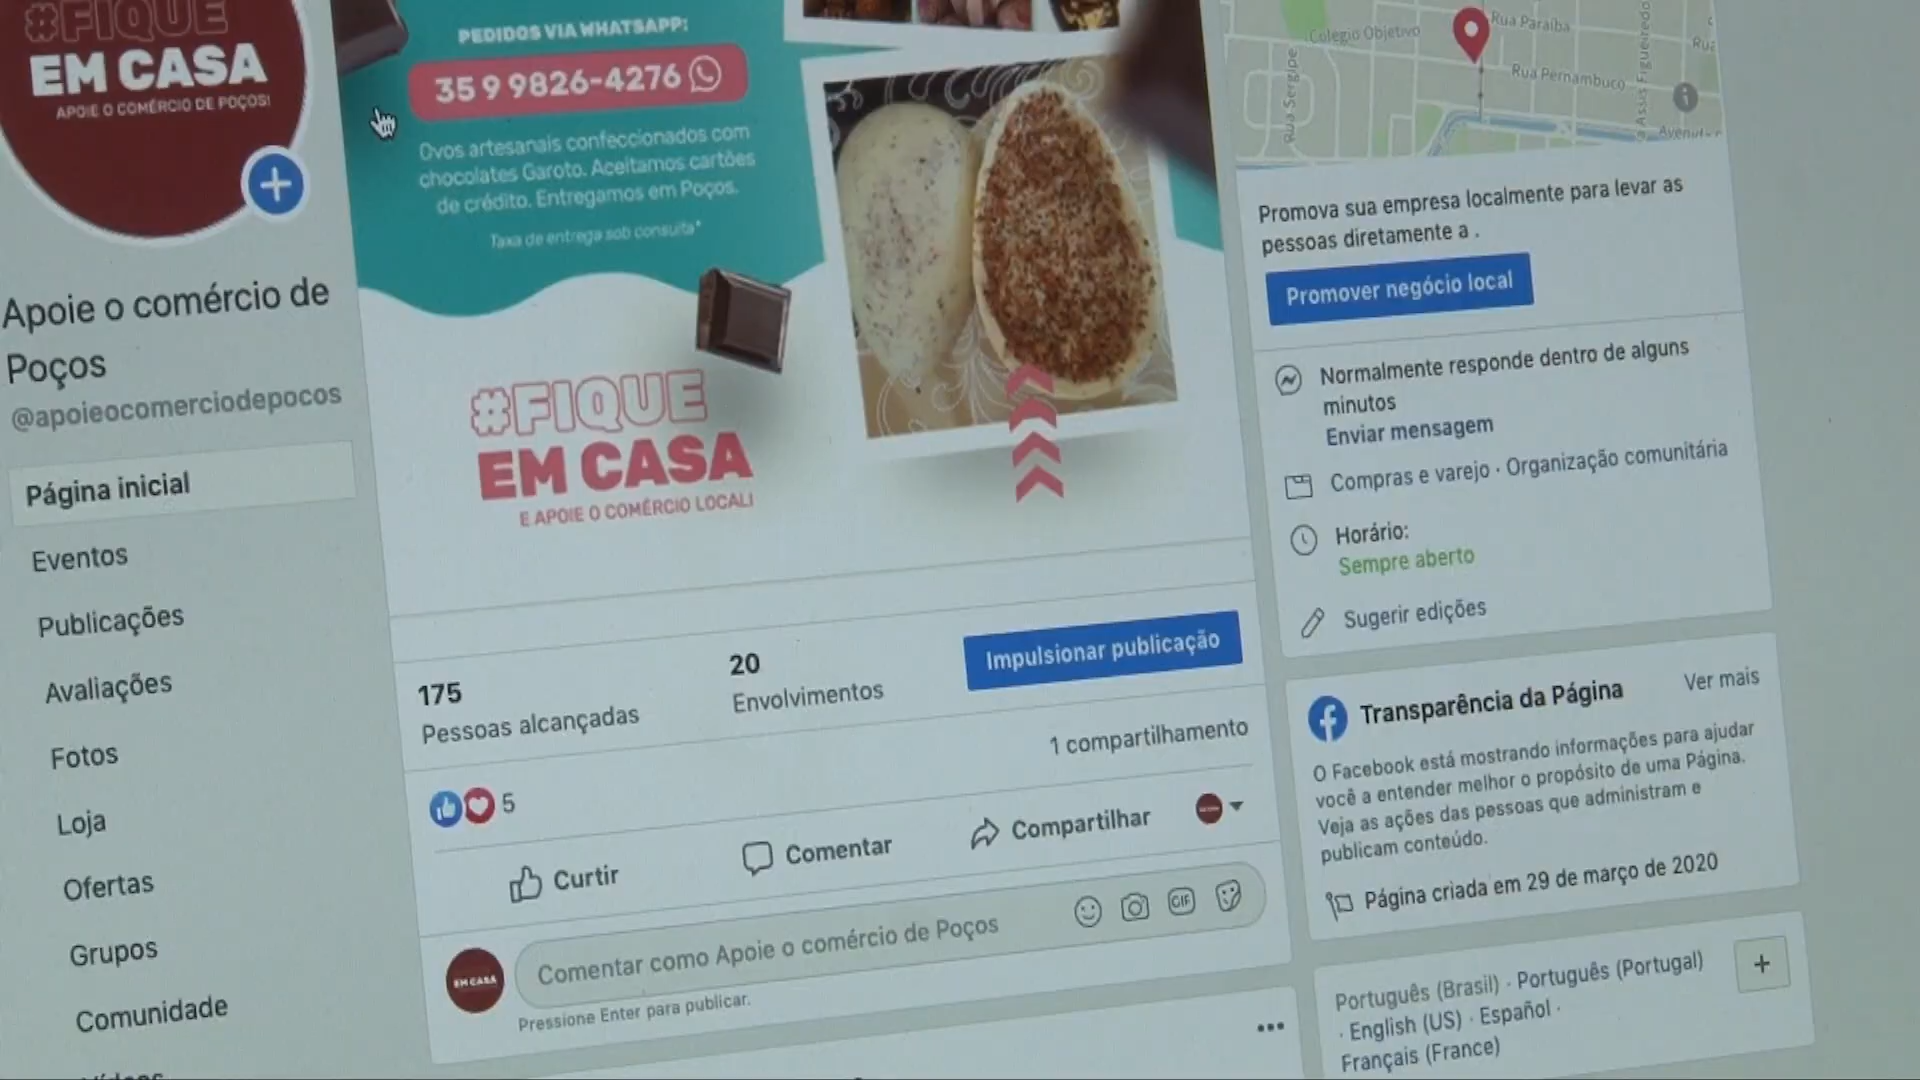 #FIQUE
EM CASA
APOIE O COMÉRCIO DE POÇOS!
Apoie o comércio de
Poços
@apoieocomerciodepocos
Página inicial
Eventos
Publicações
Avaliações
Fotos
Loja
Ofertas
Grupos
Comunidade
Vídeos
PEDIDOS VIA WHATSAPP:
35 9 9826-4276
Ovos artesanais confeccionados com
chocolates Garoto. Aceitamos cartões
de crédito. Entregamos em Poços.
Taxa de entrega sob consulta*
#FIQUE
EM CASA
E APOIE O COMÉRCIO LOCAL!
175
Pessoas alcançadas
20
Envolvimentos
Impulsionar publicação
5
1 compartilhamento
Curtir
Comentar
Compartilhar
EM CASA
Comentar como Apoie o comércio de Poços
GIF
Pressione Enter para publicar.
Colegio Objetivo
Rua Paraíba
Rua
Rua Pernambuco
Rua Sergipe
Assis Figueiredo
Promova sua empresa localmente para levar as
pessoas diretamente a .
Promover negócio local
Normalmente responde dentro de alguns
minutos
Enviar mensagem
Compras e varejo · Organização comunitária
Horário:
Sempre aberto
Sugerir edições
Transparência da Página
Ver mais
O Facebook está mostrando informações para ajudar
você a entender melhor o propósito de uma Página.
Veja as ações das pessoas que administram e
publicam conteúdo.
Página criada em 29 de março de 2020
Português (Brasil) · Português (Portugal)
· English (US) · Español ·
Français (France)